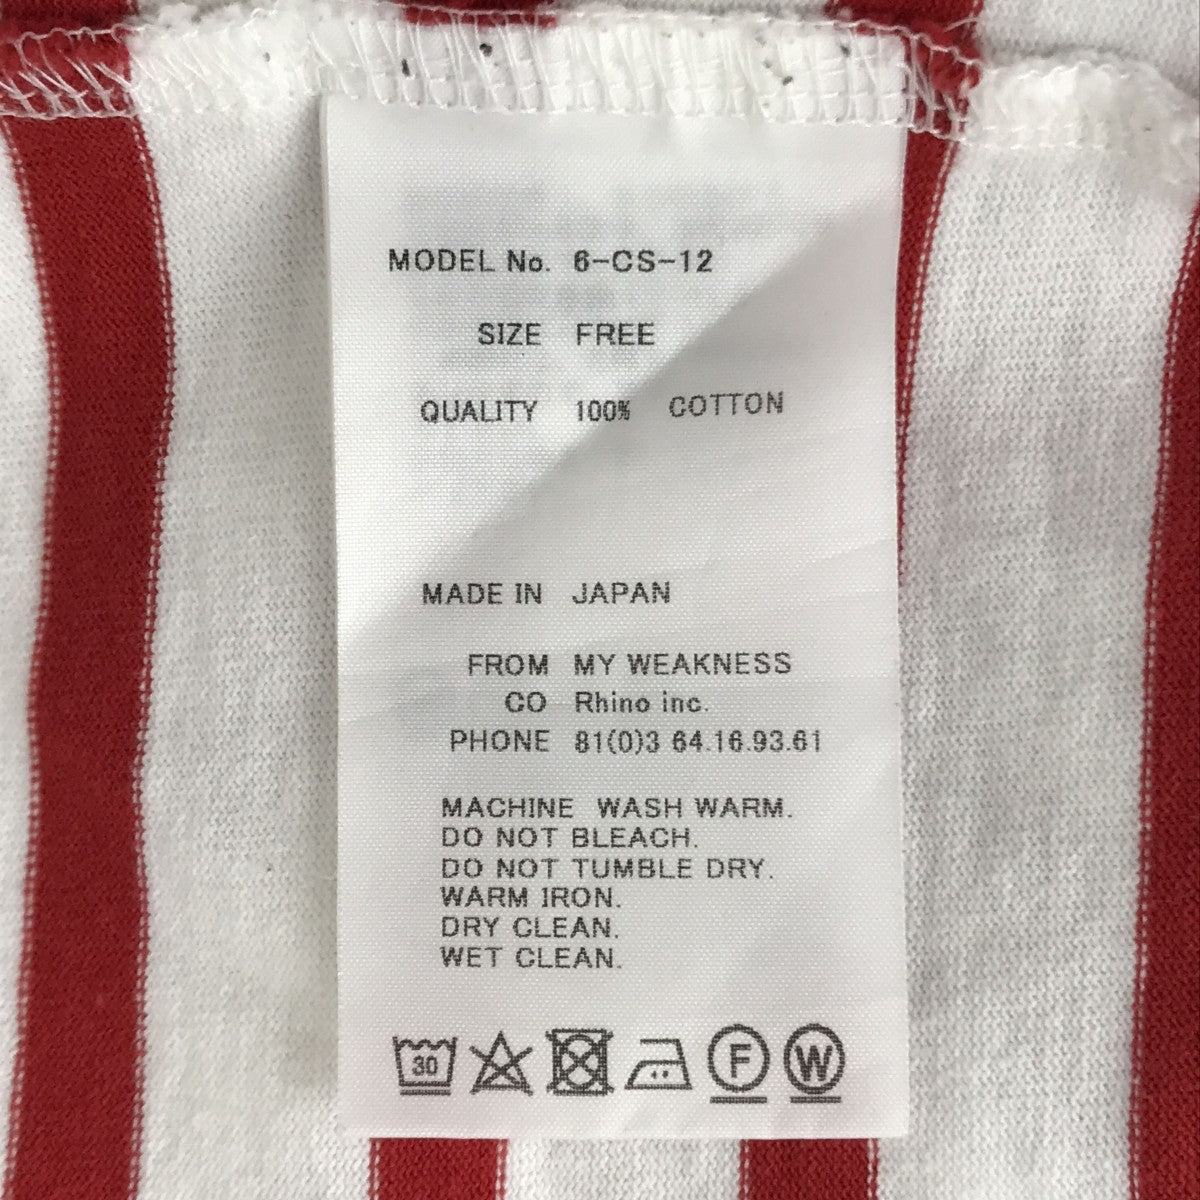 MODEL No. 6-CS-12
SIZE FREE
QUALITY 100% COTTON
MADE IN JAPAN
FROM MY WEAKNESS
CO Rhino inc.
PHONE 81(0)3 64.16.93.61
MACHINE WASH WARM.
DO NOT BLEACH.
DO NOT TUMBLE DRY.
WARM IRON.
DRY CLEAN.
WET CLEAN.
30 F W